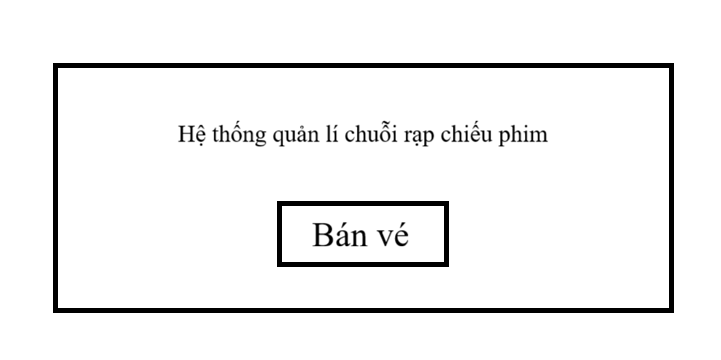 Hệ thống quản lí chuỗi rạp chiếu phim
Bán vé